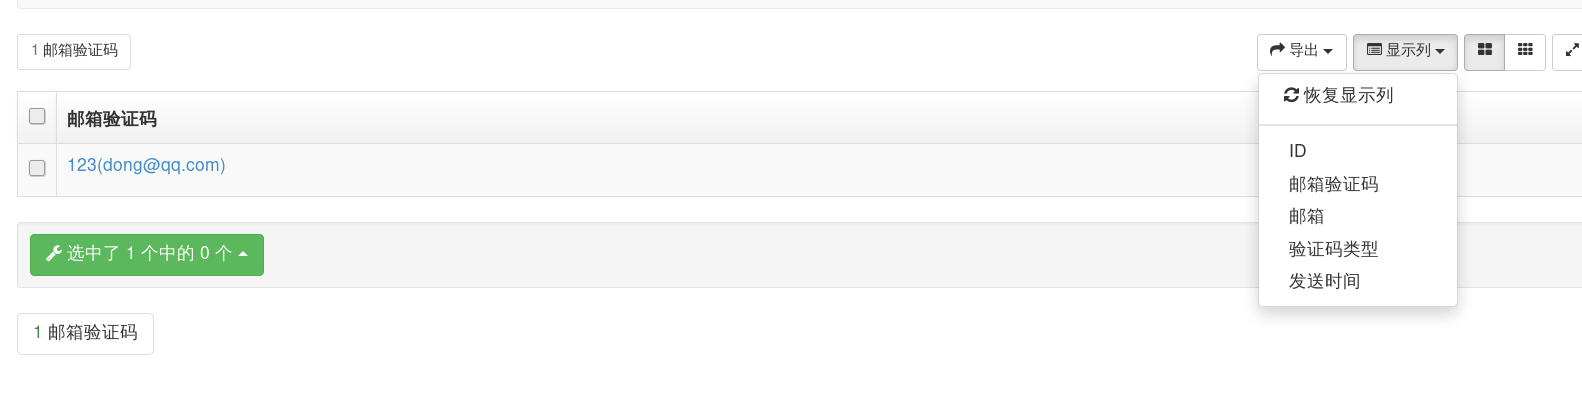 1 邮箱验证码
导出
显示列
恢复显示列
邮箱验证码
ID
123(dong@qq.com)
邮箱验证码
邮箱
验证码类型
发送时间
选中了 1 个中的 0 个
1 邮箱验证码